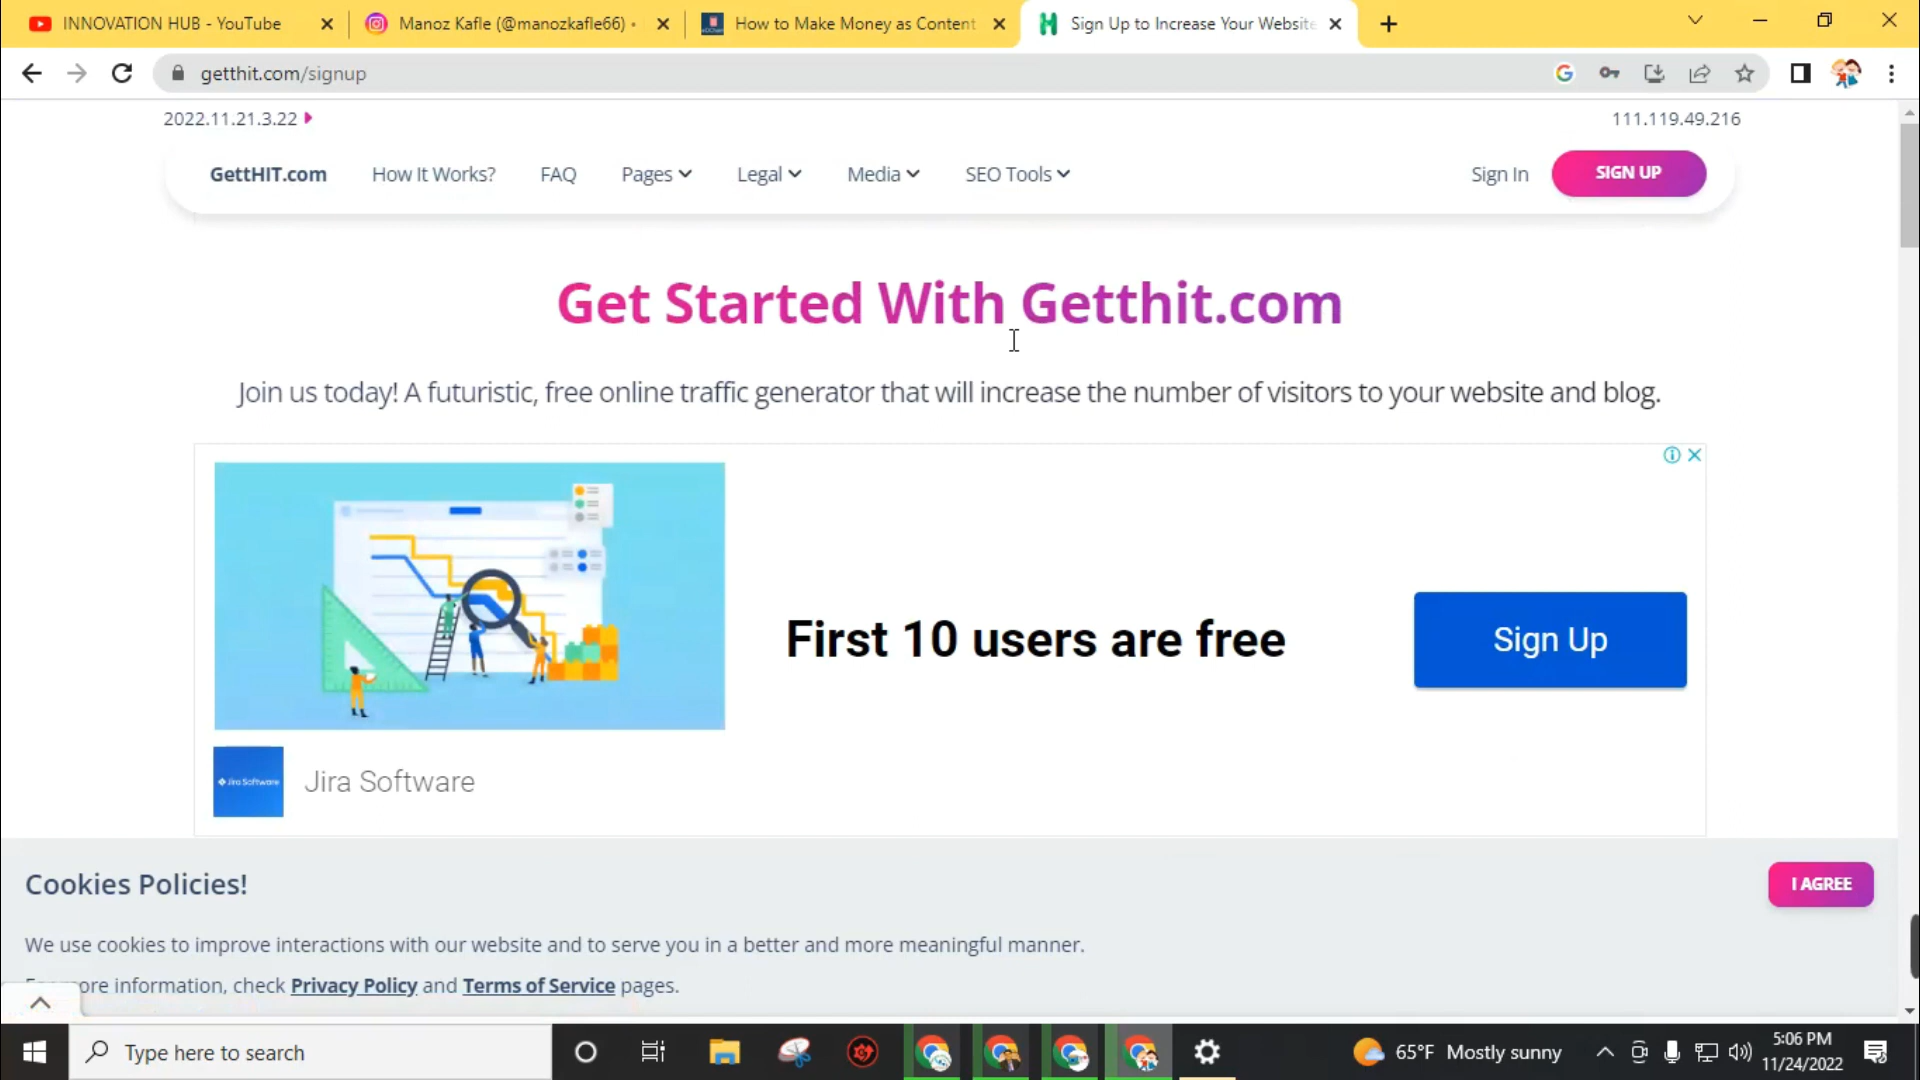 INNOVATION HUB - YouTube
Manoz Kafle (@manozkafle66) •
How to Make Money as Content
Sign Up to Increase Your Website
getthit.com/signup
2022.11.21.3.22
111.119.49.216
GettHIT.com
How It Works?
FAQ
Pages
Legal
Media
SEO Tools
Sign In
SIGN UP
Get Started With Getthit.com
Join us today! A futuristic, free online traffic generator that will increase the number of visitors to your website and blog.
First 10 users are free
Sign Up
Jira Software
Jira Software
Cookies Policies!
I AGREE
We use cookies to improve interactions with our website and to serve you in a better and more meaningful manner.
more information, check Privacy Policy and Terms of Service pages.
Type here to search
65°F Mostly sunny
5:06 PM
11/24/2022